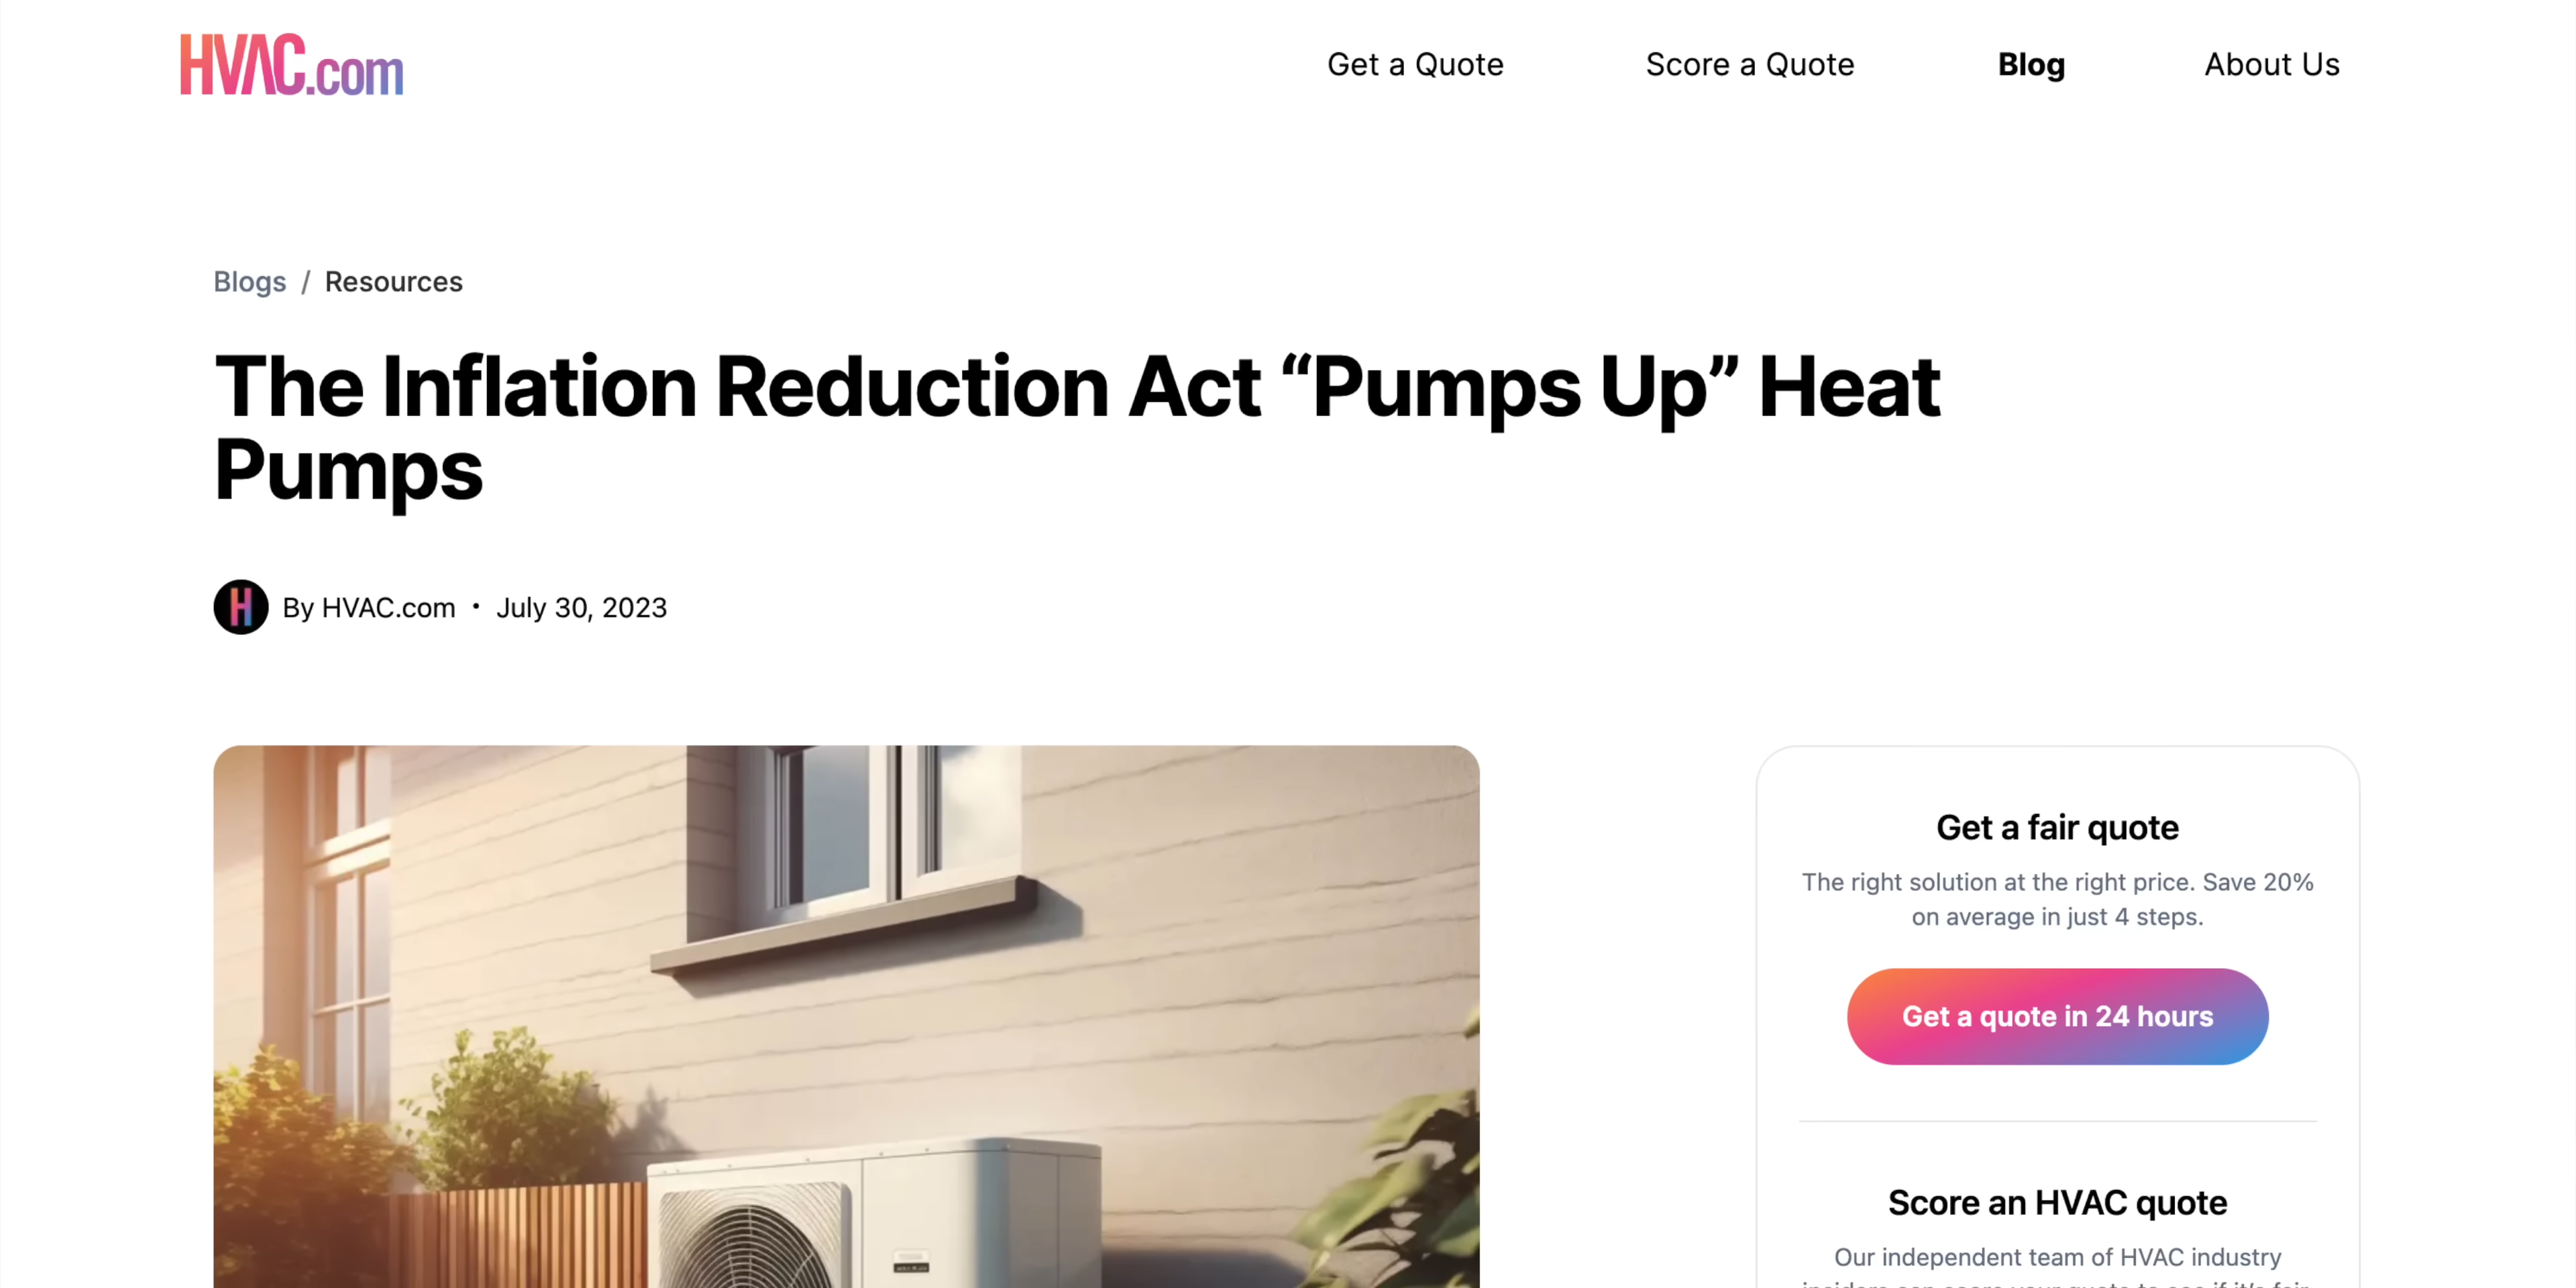 HVAC.com
Get a Quote
Score a Quote
Blog
About Us
Blogs / Resources
The Inflation Reduction Act “Pumps Up” Heat
Pumps
By HVAC.com • July 30, 2023
Get a fair quote
The right solution at the right price. Save 20%
on average in just 4 steps.
Get a quote in 24 hours
Score an HVAC quote
Our independent team of HVAC industry